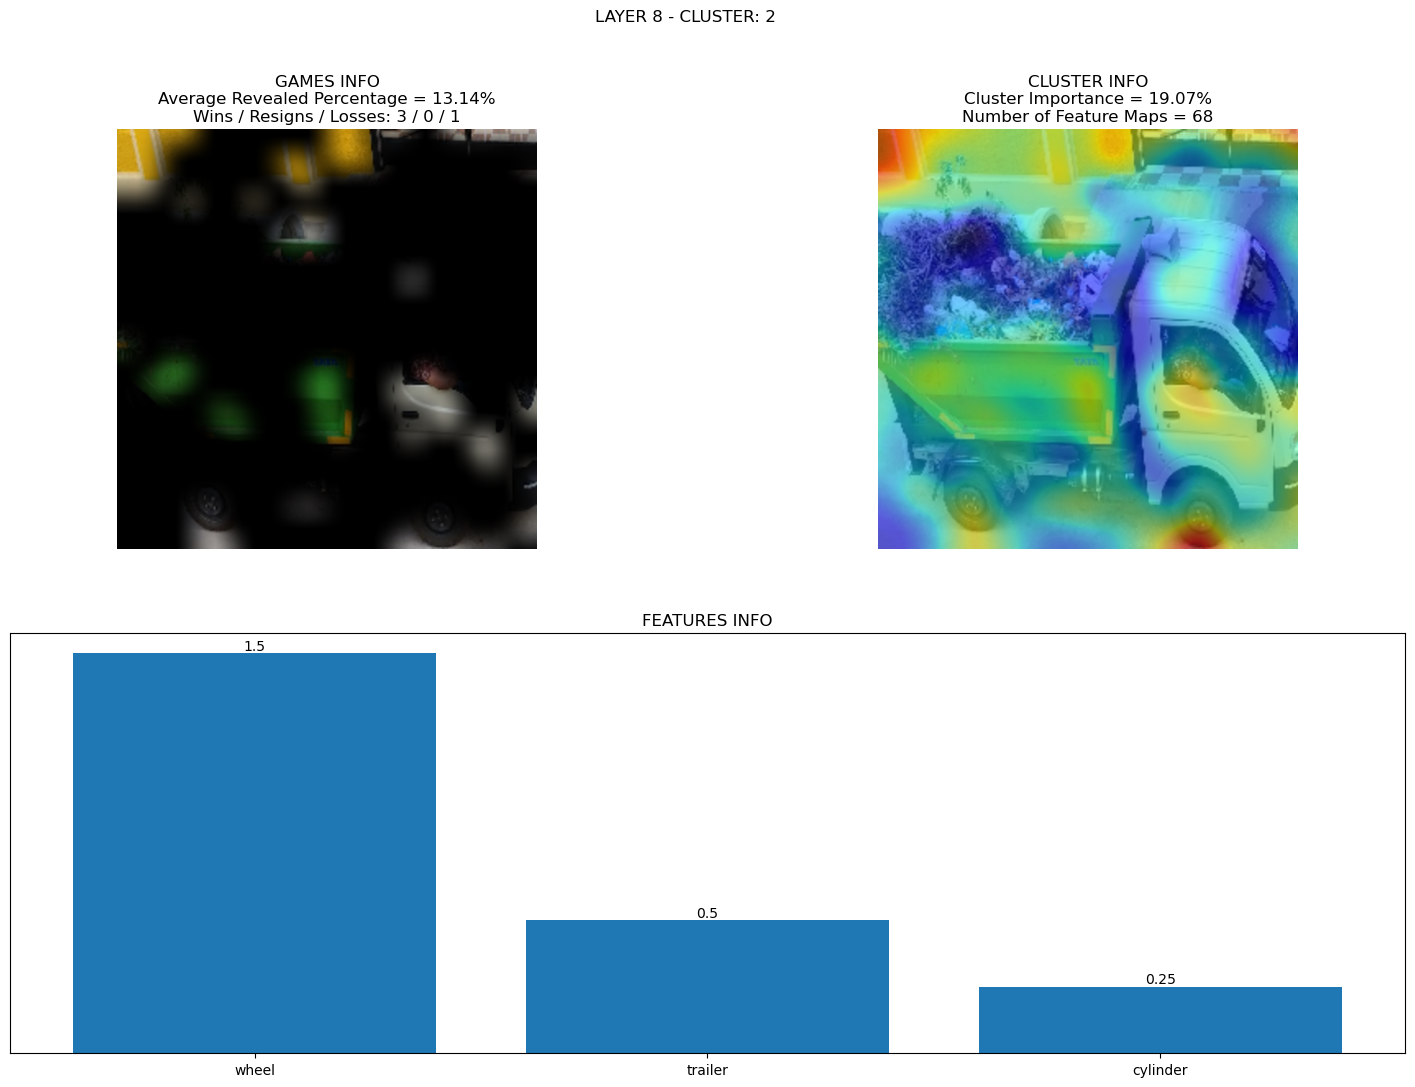 LAYER 8 - CLUSTER: 2
GAMES INFO
Average Revealed Percentage = 13.14%
Wins / Resigns / Losses: 3 / 0 / 1
CLUSTER INFO
Cluster Importance = 19.07%
Number of Feature Maps = 68
FEATURES INFO
1.5
0.5
0.25
wheel
trailer
cylinder